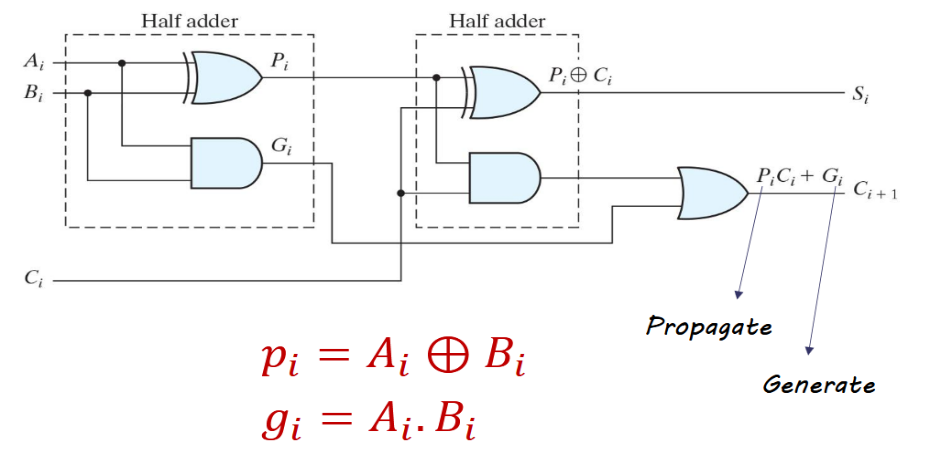 Half adder
Half adder
A_i
B_i
P_i
P_i ⊕ C_i
S_i
G_i
P_iC_i + G_i
C_{i+1}
C_i
Propagate
Generate
p_i = A_i ⊕ B_i
g_i = A_i . B_i